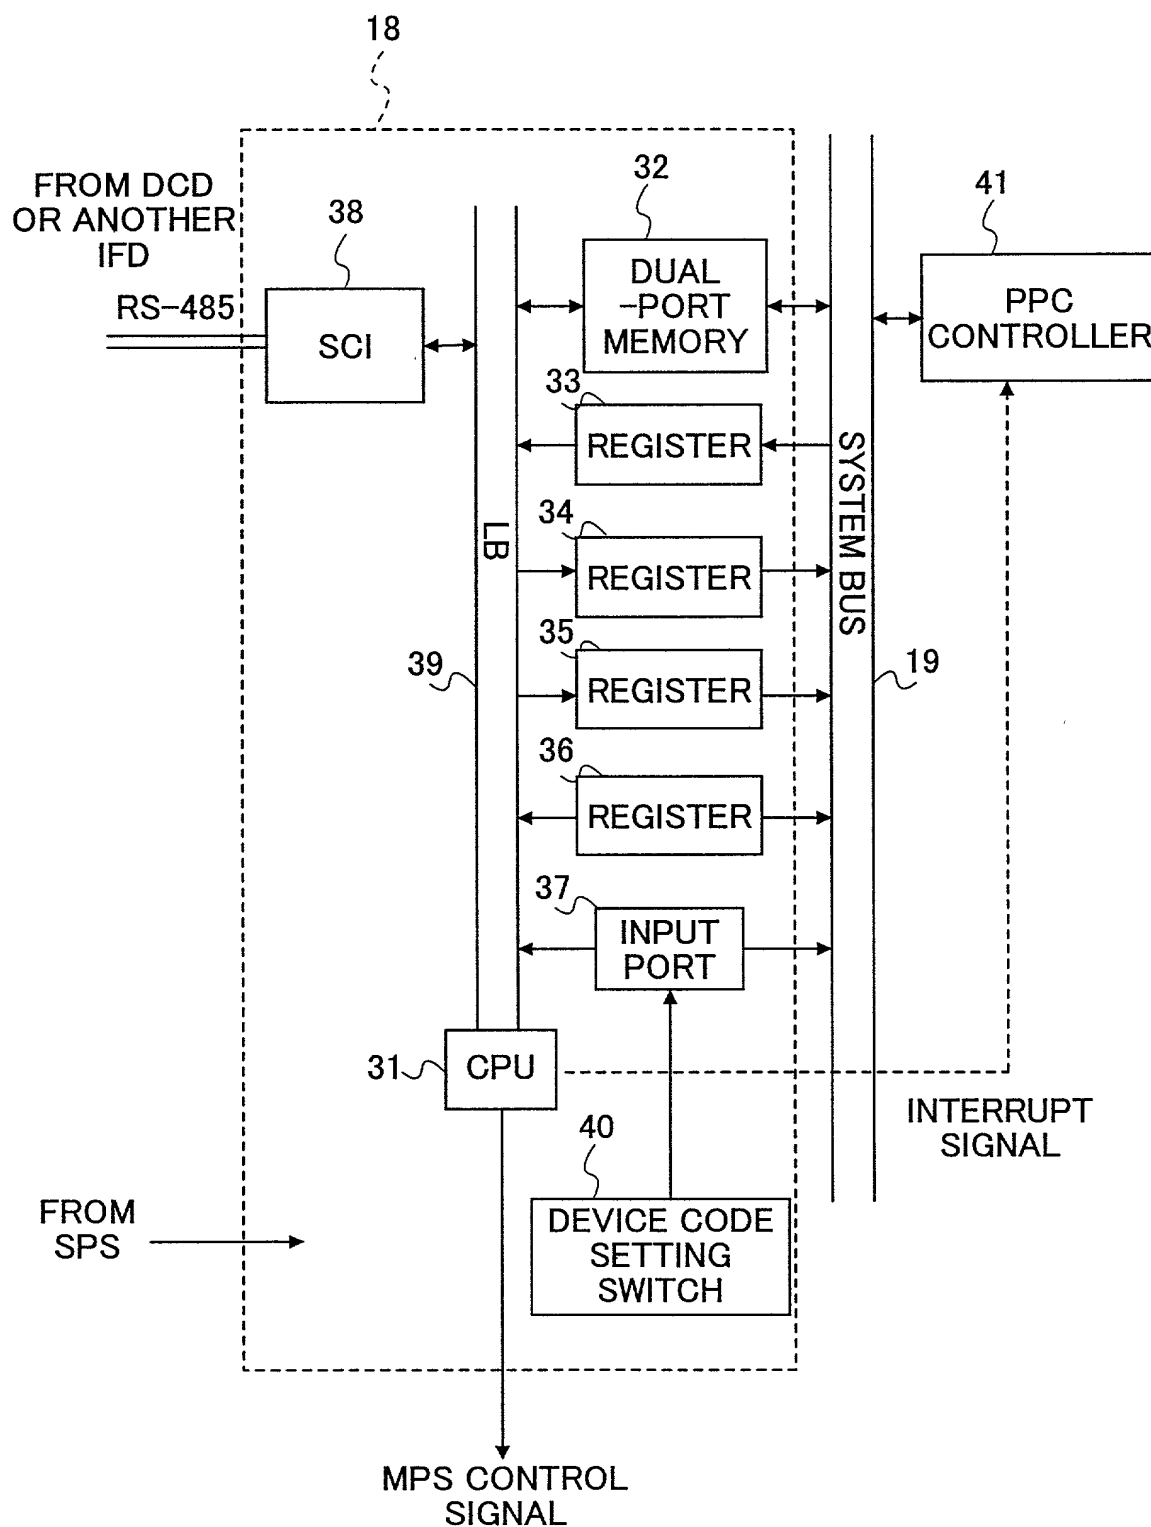 18
FROM DCD
OR ANOTHER
IFD
RS-485
38
SCI
32
DUAL
-PORT
MEMORY
41
PPC
CONTROLLER
33
REGISTER
SYSTEM BUS
LB
34
REGISTER
35
REGISTER
39
19
36
REGISTER
37
INPUT
PORT
31
CPU
INTERRUPT
SIGNAL
40
DEVICE CODE
SETTING
SWITCH
FROM
SPS
MPS CONTROL
SIGNAL